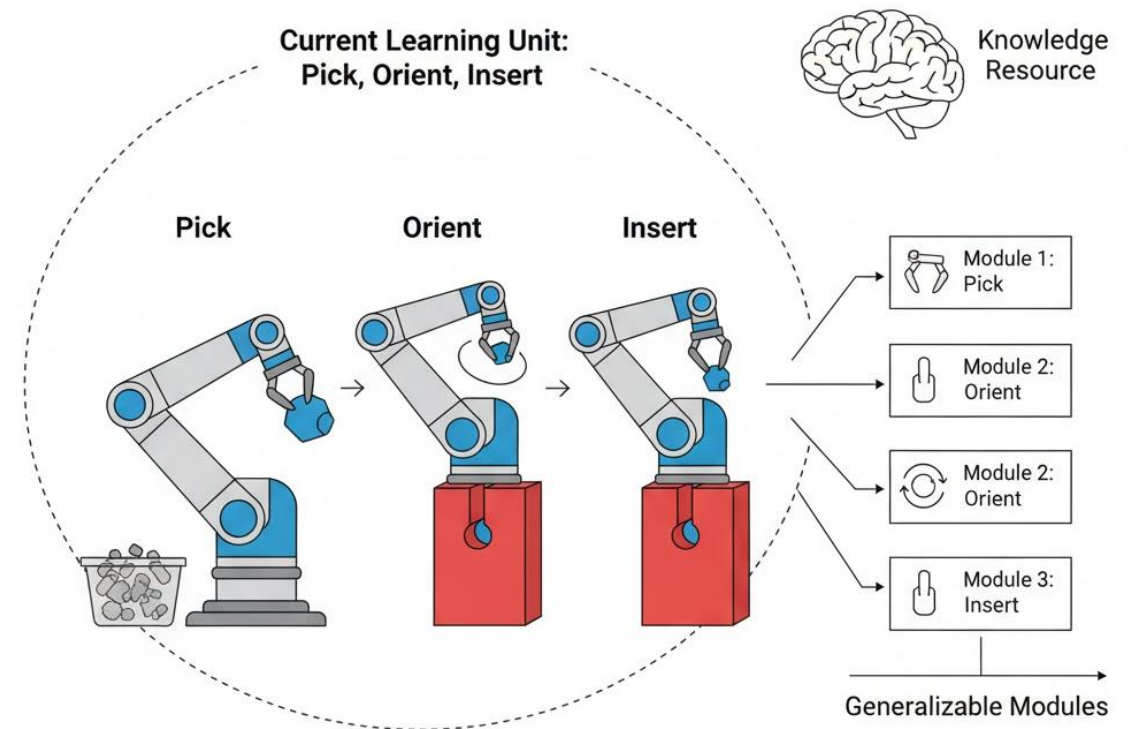 Current Learning Unit:
Pick, Orient, Insert
Knowledge
Resource
Pick
Orient
Insert
Module 1:
Pick
Module 2:
Orient
Module 2:
Orient
Module 3:
Insert
Generalizable Modules